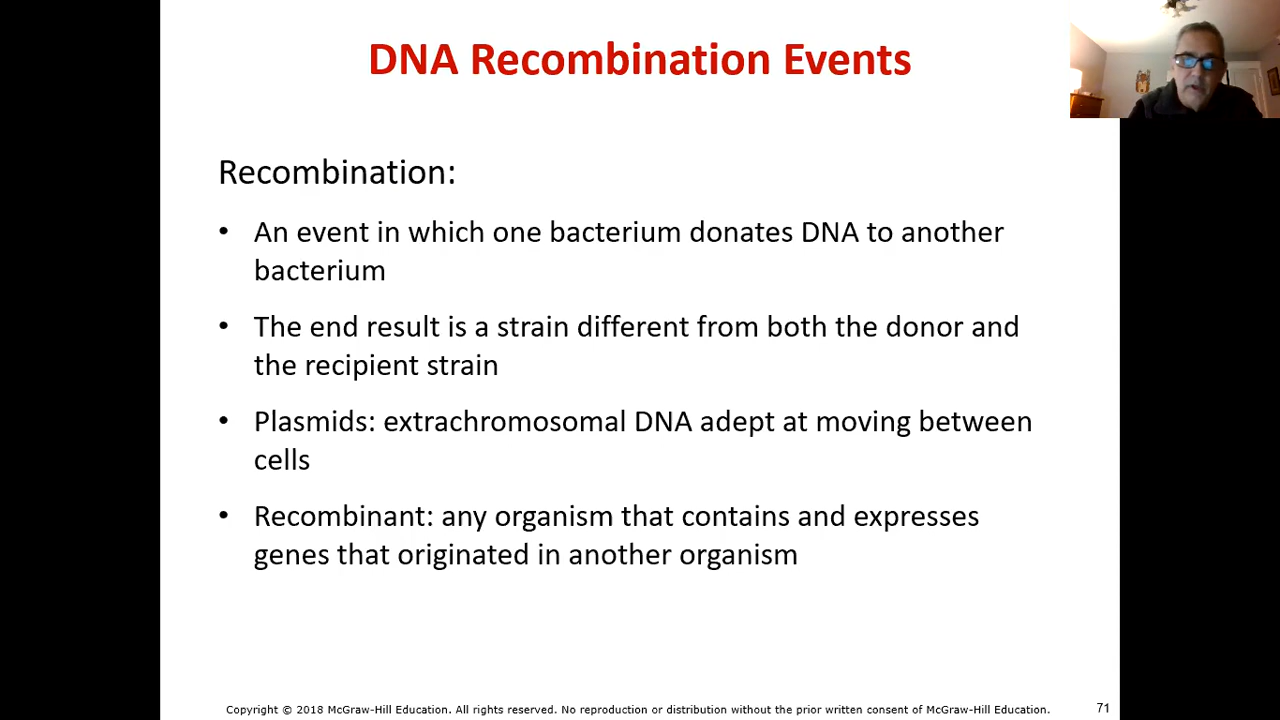 DNA Recombination Events
Recombination:
• An event in which one bacterium donates DNA to another
bacterium
• The end result is a strain different from both the donor and
the recipient strain
• Plasmids: extrachromosomal DNA adept at moving between
cells
• Recombinant: any organism that contains and expresses
genes that originated in another organism
Copyright © 2018 McGraw-Hill Education. All rights reserved. No reproduction or distribution without the prior written consent of McGraw-Hill Education.
71